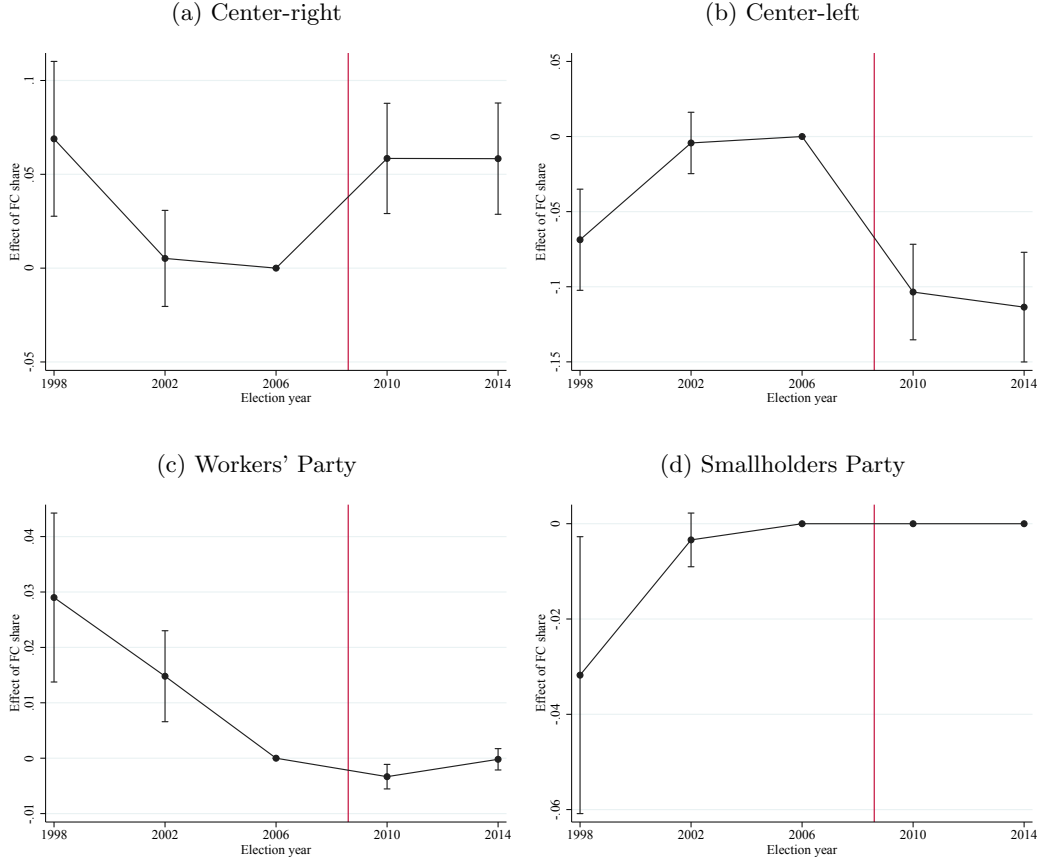 (a) Center-right
Effect of FC share
.1
.05
0
-.05
1998 2002 2006 2010 2014
Election year
(b) Center-left
Effect of FC share
.05
0
-.05
-.1
-.15
1998 2002 2006 2010 2014
Election year
(c) Workers’ Party
Effect of FC share
.04
.03
.02
.01
0
-.01
1998 2002 2006 2010 2014
Election year
(d) Smallholders Party
Effect of FC share
0
-.02
-.04
-.06
1998 2002 2006 2010 2014
Election year